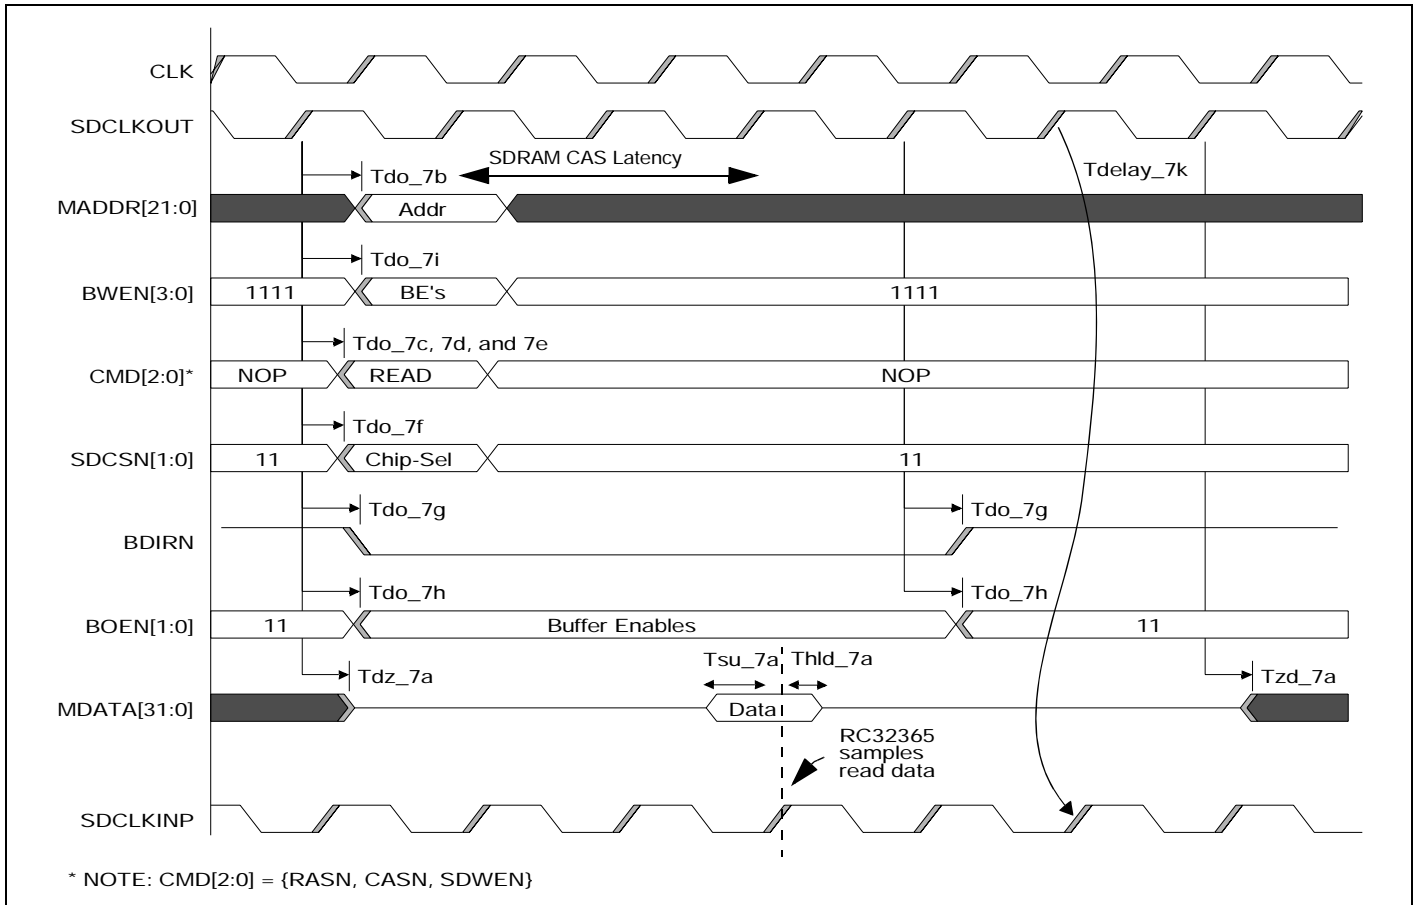 CLK
SDCLKOUT
SDRAM CAS Latency
Tdo_7b
Tdelay_7k
MADDR[21:0]
Addr
Tdo_7i
BWEN[3:0]
1111
BE's
1111
Tdo_7c, 7d, and 7e
CMD[2:0]*
NOP
READ
NOP
Tdo_7f
SDCSN[1:0]
11
Chip-Sel
11
Tdo_7g
Tdo_7g
BDIRN
Tdo_7h
Tdo_7h
BOEN[1:0]
11
Buffer Enables
11
Tsu_7a
Thld_7a
Tdz_7a
Tzd_7a
MDATA[31:0]
Data
RC32365
samples
read data
SDCLKINP
* NOTE: CMD[2:0] = {RASN, CASN, SDWEN}